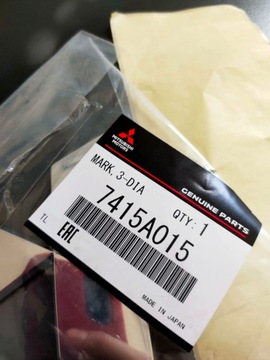 MITSUBISHI
MOTORS
GENUINE PARTS
MARK, 3-DIA
QTY: 1
7415A015
TL
EAC
MADE IN JAPAN